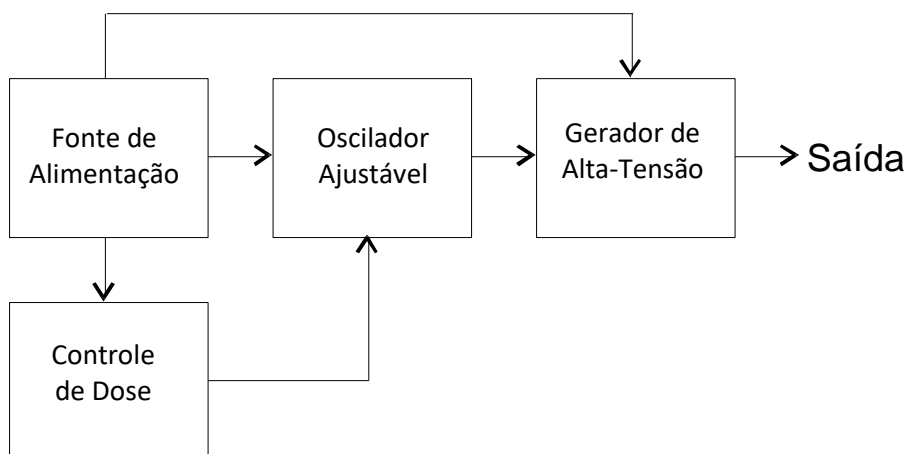 Fonte de
Alimentação
Oscilador
Ajustável
Gerador de
Alta-Tensão
Saída
Controle
de Dose